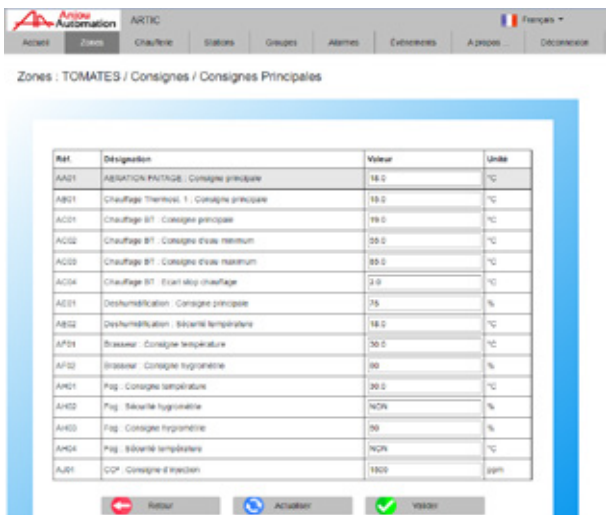 Anjou Automation ARTIC Français
Accueil Zones Chaufferie Stations Groupes Alarmes Evénements A propos ... Déconnexion
Zones : TOMATES / Consignes / Consignes Principales
Réf. Désignation Valeur Unité
AA01 AERATION FAITAGE : Consigne principale 18.0 °C
AB01 Chauffage Thermost. 1 : Consigne principale °C
AC01 Chauffage BT : Consigne principale 19.0 °C
AC02 Chauffage BT : Consigne d'eau minimum 55.0 °C
AC03 Chauffage BT : Consigne d'eau maximum 85.0 °C
AC04 Chauffage BT : Ecart stop chauffage 2.0 °C
AE01 Deshumidification : Consigne principale 75 %
AE02 Deshumidification : Sécurité température 18.0 °C
AF01 Brasseur : Consigne température 30.0 °C
AF02 Brasseur : Consigne hygrométrie %
AH01 Fog : Consigne température 30.0 °C
AH02 Fog : Sécurité hygrométrie NON %
AH03 Fog : Consigne hygrométrie %
AH04 Fog : Sécurité température NON °C
AJ01 CO² : Consigne d'injection ppm
Retour Actualiser Valider